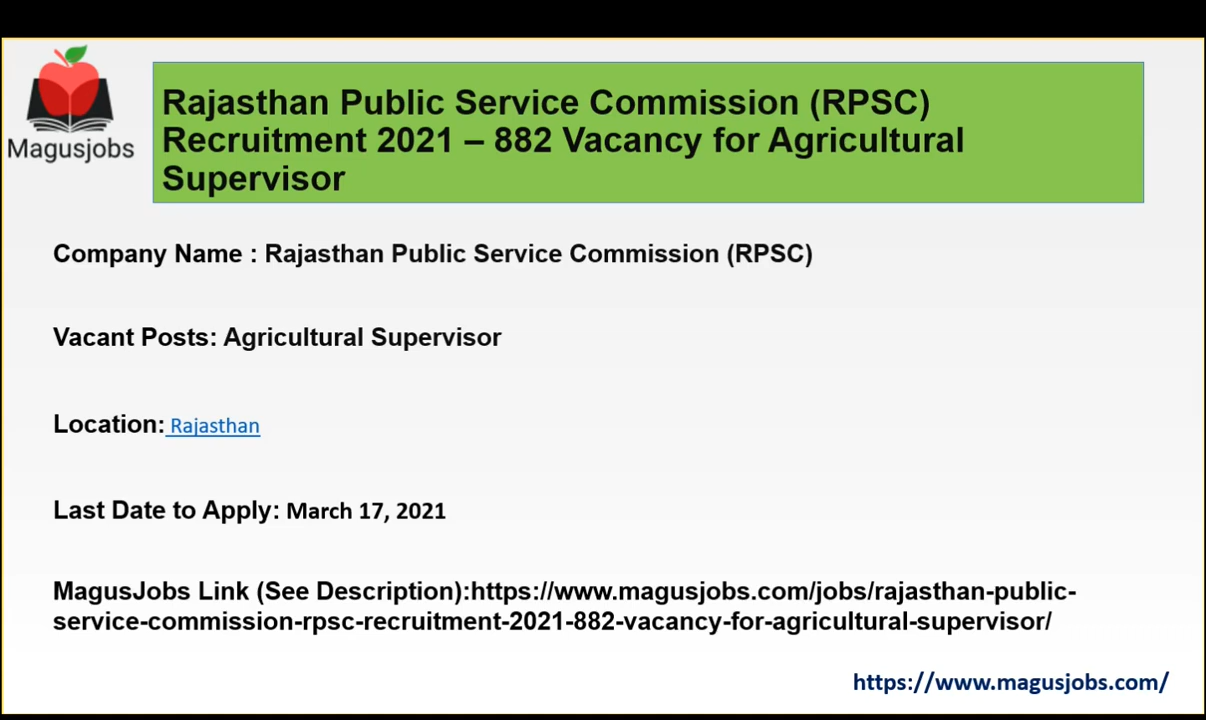 Magusjobs
Rajasthan Public Service Commission (RPSC)
Recruitment 2021 – 882 Vacancy for Agricultural
Supervisor
Company Name : Rajasthan Public Service Commission (RPSC)
Vacant Posts: Agricultural Supervisor
Location: Rajasthan
Last Date to Apply: March 17, 2021
MagusJobs Link (See Description):https://www.magusjobs.com/jobs/rajasthan-public-
service-commission-rpsc-recruitment-2021-882-vacancy-for-agricultural-supervisor/
https://www.magusjobs.com/